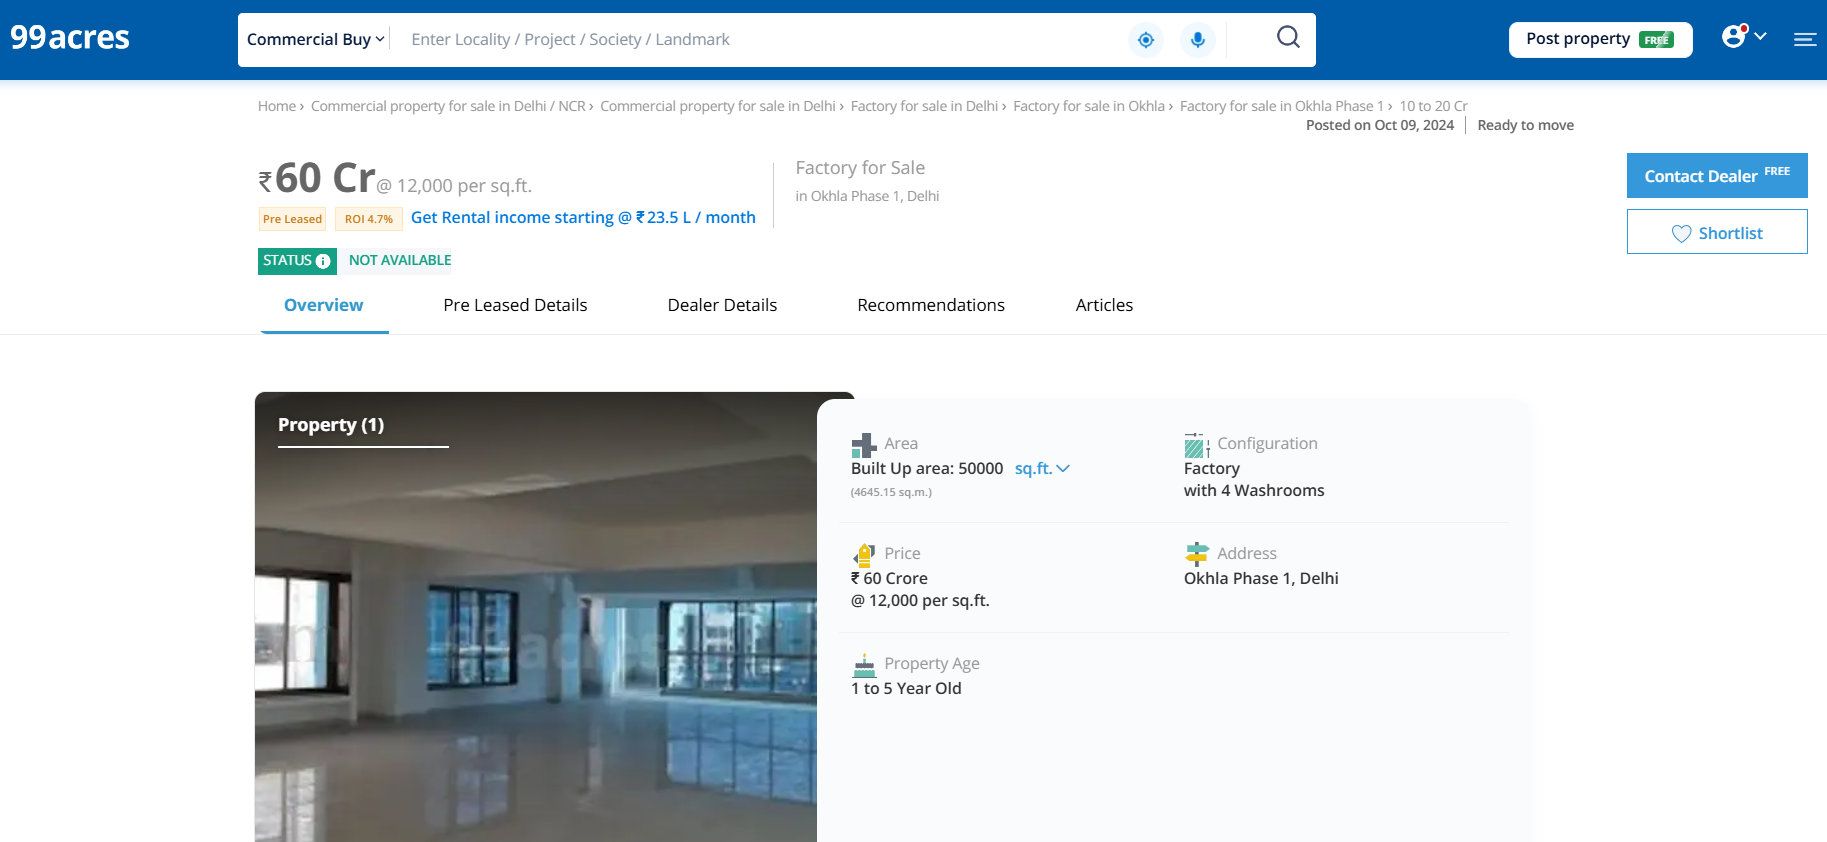 99acres
Commercial Buy
Enter Locality / Project / Society / Landmark
Post property FREE
Home › Commercial property for sale in Delhi / NCR › Commercial property for sale in Delhi › Factory for sale in Delhi › Factory for sale in Okhla › Factory for sale in Okhla Phase 1 › 10 to 20 Cr
Posted on Oct 09, 2024 | Ready to move
₹60 Cr @ 12,000 per sq.ft.
Factory for Sale
in Okhla Phase 1, Delhi
Contact Dealer FREE
Pre Leased ROI 4.7% Get Rental income starting @ ₹23.5 L / month
Shortlist
STATUS i NOT AVAILABLE
Overview Pre Leased Details Dealer Details Recommendations Articles
Property (1)
99acres
Area
Built Up area: 50000 sq.ft.
(4645.15 sq.m.)
Configuration
Factory
with 4 Washrooms
Price
₹ 60 Crore
@ 12,000 per sq.ft.
Address
Okhla Phase 1, Delhi
Property Age
1 to 5 Year Old